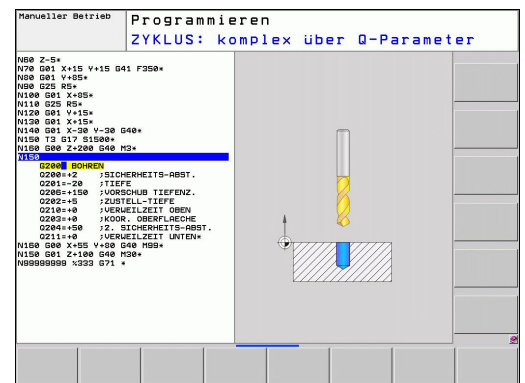 Manueller Betrieb
Programmieren
ZYKLUS: komplex über Q-Parameter
N60 Z-5*
N70 G01 X+15 Y+15 G41 F350*
N80 G01 Y+85*
N90 G25 R5*
N100 G01 X+85*
N110 G25 R5*
N120 G01 Y+15*
N130 G01 X+15*
N140 G01 X-30 Y-30 G40*
N150 T3 G17 S1500*
N160 G00 Z+200 G40 M3*
N150
G200 BOHREN
Q200=+2 ;SICHERHEITS-ABST.
Q201=-20 ;TIEFE
Q206=+150 ;VORSCHUB TIEFENZ.
Q202=+5 ;ZUSTELL-TIEFE
Q210=+0 ;VERWEILZEIT OBEN
Q203=+0 ;KOOR. OBERFLAECHE
Q204=+50 ;2. SICHERHEITS-ABST.
Q211=+0 ;VERWEILZEIT UNTEN*
N160 G00 X+55 Y+80 G40 M99*
N150 G01 Z+100 G40 M30*
N99999999 %333 G71 *